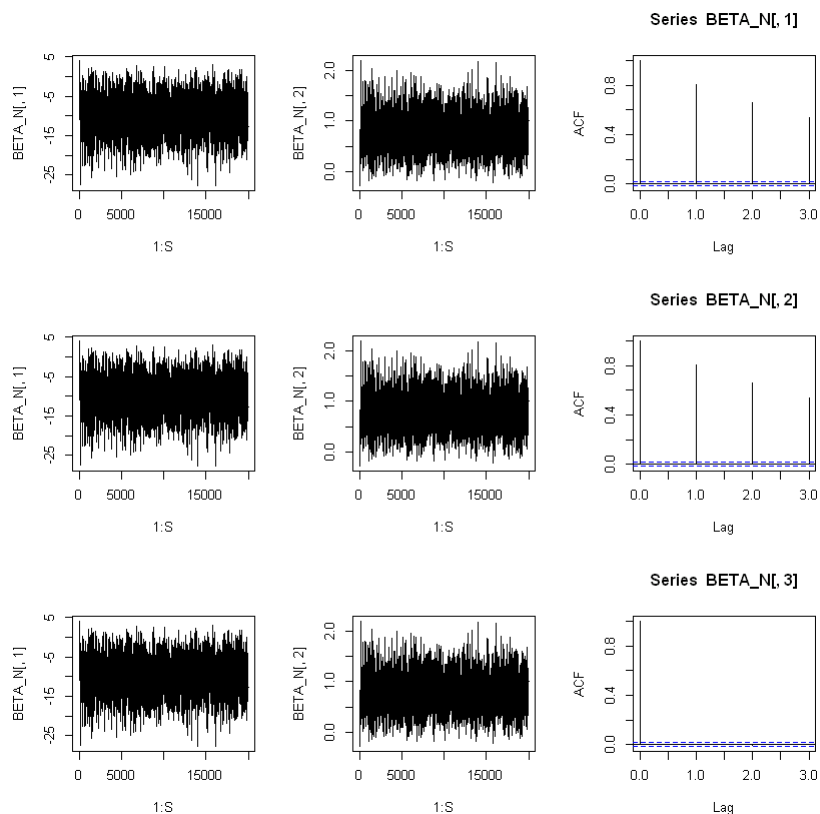 Series BETA_N[, 1]
BETA_N[, 1]
5
-5
-15
-25
0
5000
15000
1:S
BETA_N[, 2]
2.0
1.0
0.0
0
5000
15000
1:S
ACF
0.8
0.4
0.0
0.0
1.0
2.0
3.0
Lag
Series BETA_N[, 2]
BETA_N[, 1]
5
-5
-15
-25
0
5000
15000
1:S
BETA_N[, 2]
2.0
1.0
0.0
0
5000
15000
1:S
ACF
0.8
0.4
0.0
0.0
1.0
2.0
3.0
Lag
Series BETA_N[, 3]
BETA_N[, 1]
5
-5
-15
-25
0
5000
15000
1:S
BETA_N[, 2]
2.0
1.0
0.0
0
5000
15000
1:S
ACF
0.8
0.4
0.0
0.0
1.0
2.0
3.0
Lag